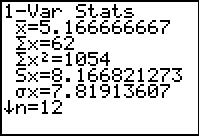 1-Var Stats
x̄=5.166666667
Σx=62
Σx²=1054
Sx=8.166821273
σx=7.81913607
↓n=12